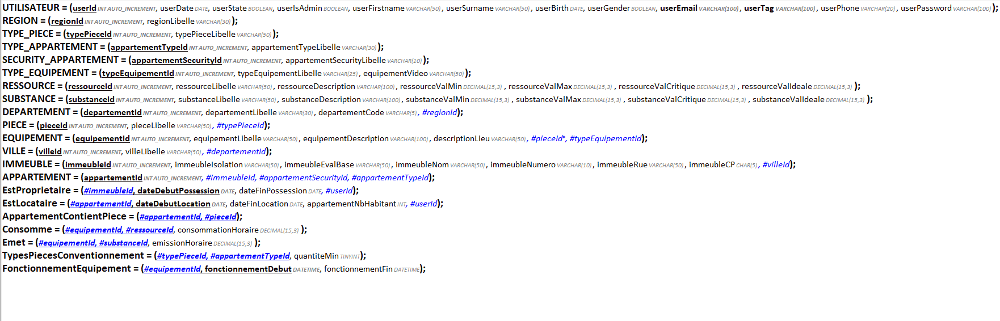 UTILISATEUR = (userId INT AUTO_INCREMENT, userDate DATE, userState BOOLEAN, userIsAdmin BOOLEAN, userFirstname VARCHAR(50), userSurname VARCHAR(50), userBirth DATE, userGender BOOLEAN, userEmail VARCHAR(100), userTag VARCHAR(100), userPhone VARCHAR(20), userPassword VARCHAR(100));
REGION = (regionId INT AUTO_INCREMENT, regionLibelle VARCHAR(30));
TYPE_PIECE = (typePieceId INT AUTO_INCREMENT, typePieceLibelle VARCHAR(50));
TYPE_APPARTEMENT = (appartementTypeId INT AUTO_INCREMENT, appartementTypeLibelle VARCHAR(30));
SECURITY_APPARTEMENT = (appartementSecurityId INT AUTO_INCREMENT, appartementSecurityLibelle VARCHAR(10));
TYPE_EQUIPEMENT = (typeEquipementId INT AUTO_INCREMENT, typeEquipementLibelle VARCHAR(25), equipementVideo VARCHAR(50));
RESSOURCE = (ressourceId INT AUTO_INCREMENT, ressourceLibelle VARCHAR(50), ressourceDescription VARCHAR(100), ressourceValMin DECIMAL(15,3), ressourceValMax DECIMAL(15,3), ressourceValCritique DECIMAL(15,3), ressourceValIdeale DECIMAL(15,3));
SUBSTANCE = (substanceId INT AUTO_INCREMENT, substanceLibelle VARCHAR(50), substanceDescription VARCHAR(100), substanceValMin DECIMAL(15,3), substanceValMax DECIMAL(15,3), substanceValCritique DECIMAL(15,3), substanceValIdeale DECIMAL(15,3));
DEPARTEMENT = (departementId INT AUTO_INCREMENT, departementLibelle VARCHAR(30), departementCode VARCHAR(5), #regionId);
PIECE = (pieceId INT AUTO_INCREMENT, pieceLibelle VARCHAR(50), #typePieceId);
EQUIPEMENT = (equipementId INT AUTO_INCREMENT, equipementLibelle VARCHAR(50), equipementDescription VARCHAR(100), descriptionLieu VARCHAR(50), #pieceId*, #typeEquipementId);
VILLE = (villeId INT AUTO_INCREMENT, villeLibelle VARCHAR(50), #departementId);
IMMEUBLE = (immeubleId INT AUTO_INCREMENT, immeubleIsolation VARCHAR(50), immeubleEvalBase VARCHAR(50), immeubleNom VARCHAR(50), immeubleNumero VARCHAR(10), immeubleRue VARCHAR(50), immeubleCP CHAR(5), #villeId);
APPARTEMENT = (appartementId INT AUTO_INCREMENT, #immeubleId, #appartementSecurityId, #appartementTypeId);
EstProprietaire = (#immeubleId, dateDebutPossession DATE, dateFinPossession DATE, #userId);
EstLocataire = (#appartementId, dateDebutLocation DATE, dateFinLocation DATE, appartementNbHabitant INT, #userId);
AppartementContientPiece = (#appartementId, #pieceId);
Consomme = (#equipementId, #ressourceId, consommationHoraire DECIMAL(15,3));
Emet = (#equipementId, #substanceId, emissionHoraire DECIMAL(15,3));
TypesPiecesConventionnement = (#typePieceId, #appartementTypeId, quantiteMin TINYINT);
FonctionnementEquipement = (#equipementId, fonctionnementDebut DATETIME, fonctionnementFin DATETIME);